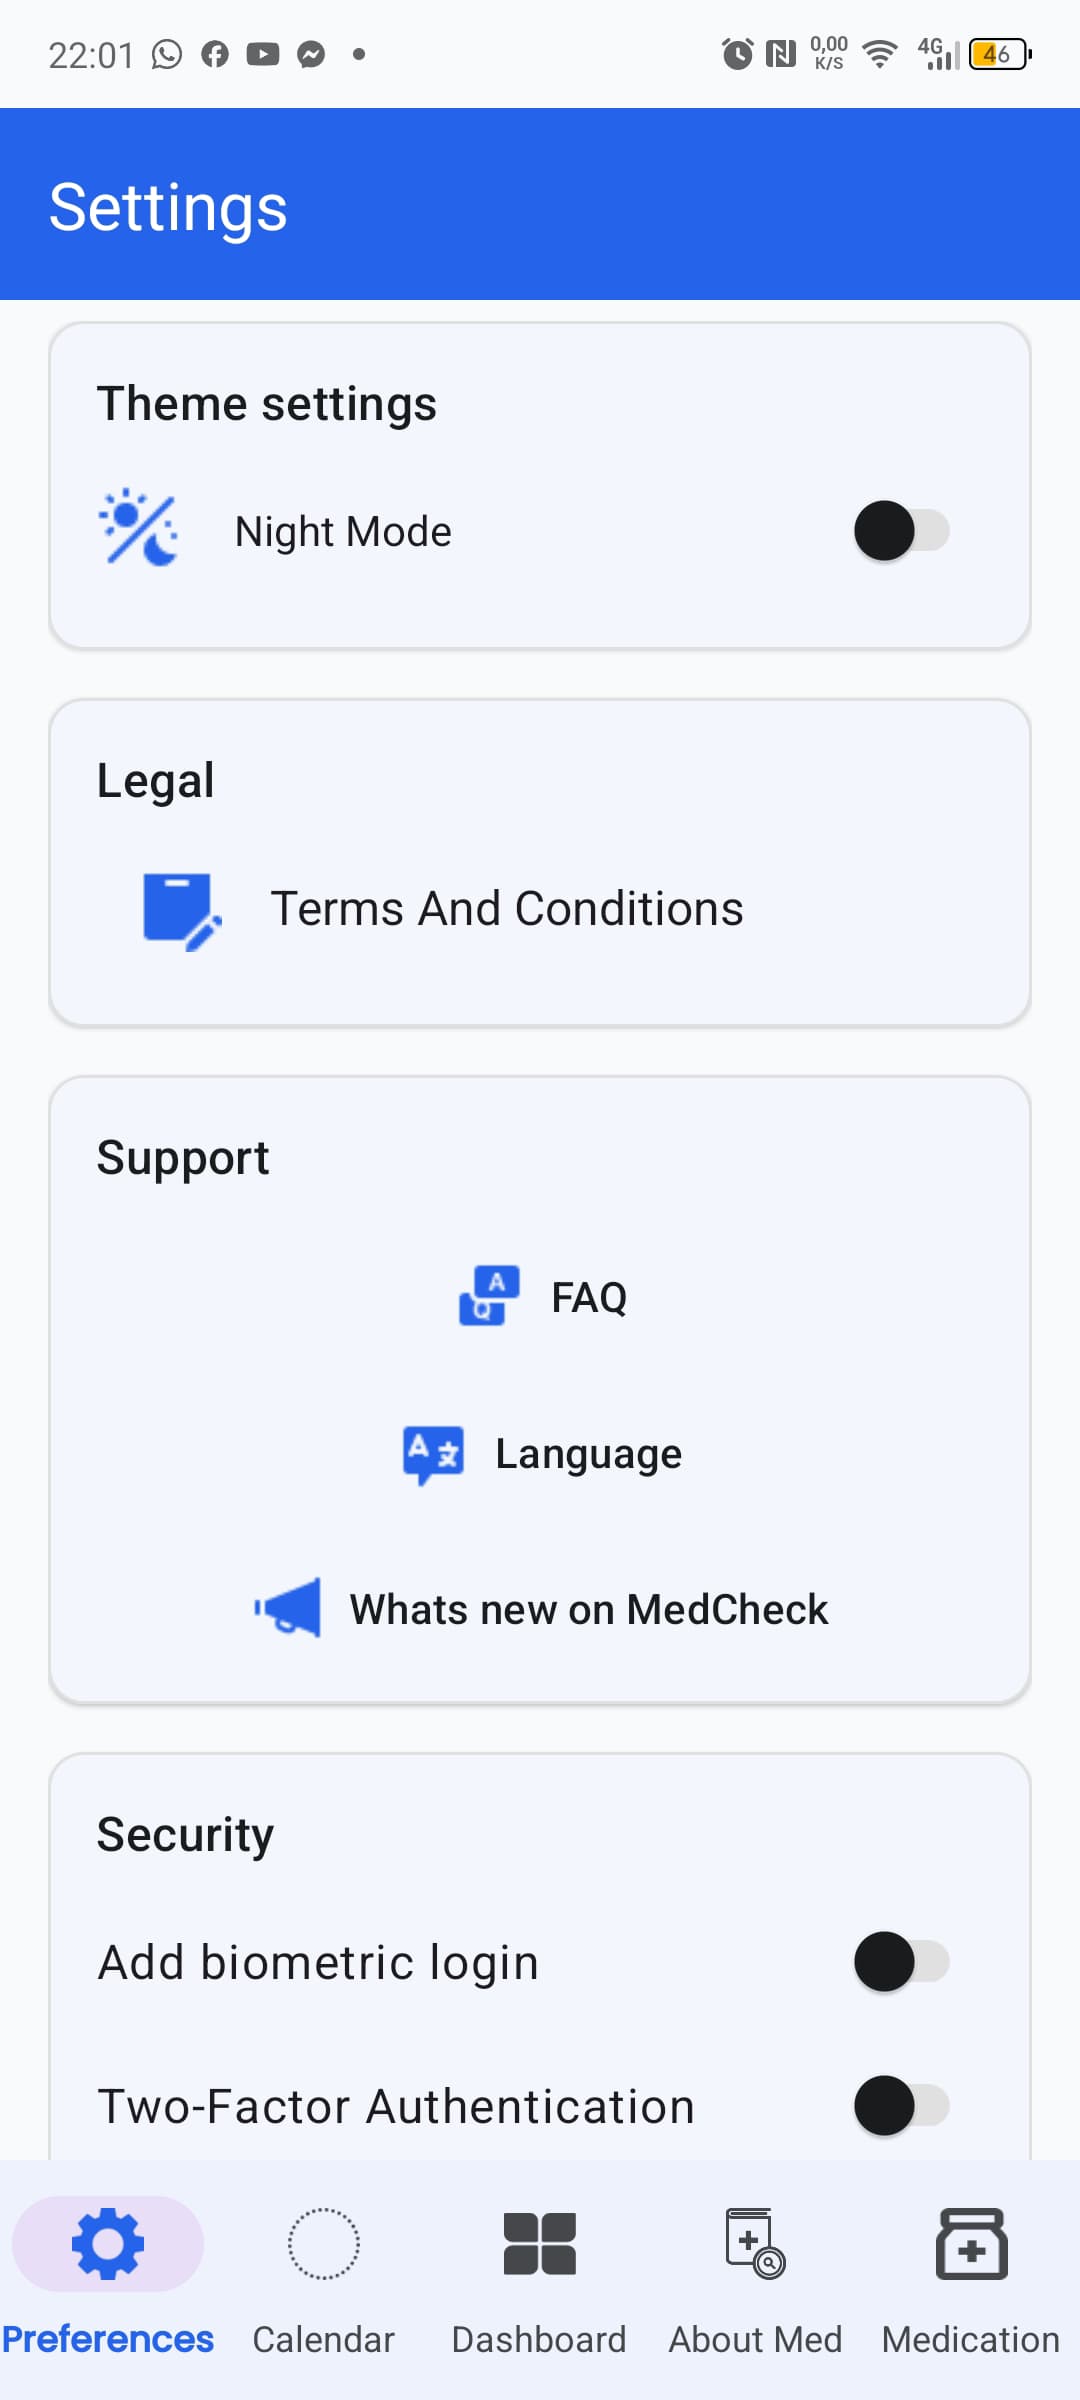 22:01
0,00
K/S
4G
46
Settings
Theme settings
Night Mode
Legal
Terms And Conditions
Support
A
Q
FAQ
A
Language
Whats new on MedCheck
Security
Add biometric login
Two-Factor Authentication
Preferences
Calendar
Dashboard
About Med
Medication